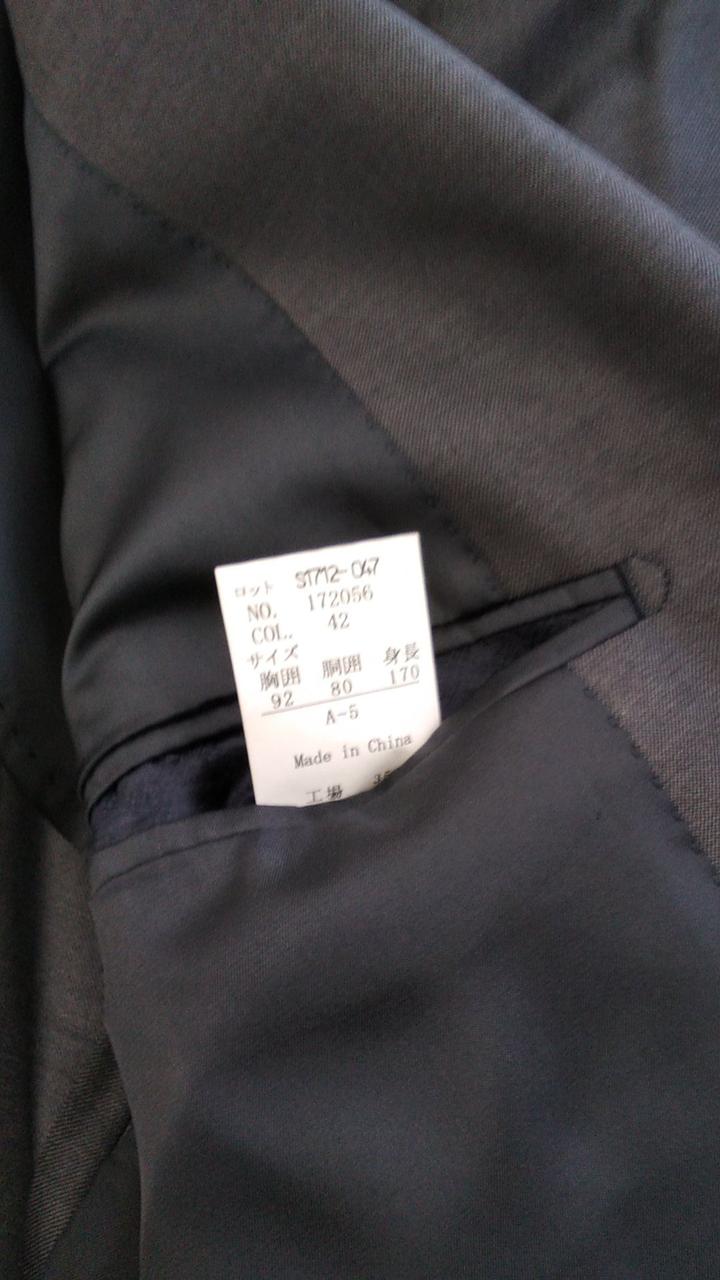 ロット ST712-047
NO. 172056
COL. 42
サイズ
胸囲 胴囲 身長
92 80 170
A-5
Made in China
工場